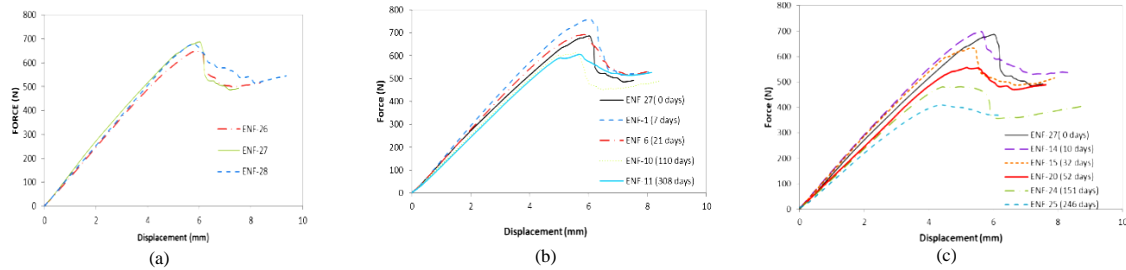 800
700
600
500
400
300
200
100
0
FORCE (N)
0 2 4 6 8 10
Displacement (mm)
ENF-26
ENF-27
ENF-28
(a)
800
700
600
500
400
300
200
100
0
Force (N)
0 2 4 6 8 10
Displacement (mm)
ENF 27( 0 days)
ENF-1 (7 days)
ENF 6 (21 days)
ENF-10 (110 days)
ENF-11 (308 days)
(b)
800
700
600
500
400
300
200
100
0
Force (N)
0 2 4 6 8 10
Displacement (mm)
ENF-27( 0 days)
ENF-14 (10 days)
ENF-15 (32 days)
ENF-20 (52 days)
ENF-24 (151 days)
ENF-25 (246 days)
(c)